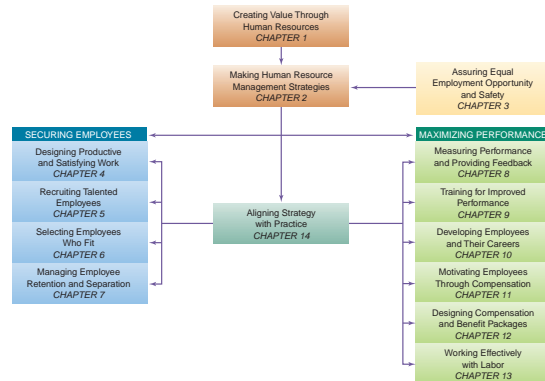 Creating Value Through
Human Resources
CHAPTER 1
Making Human Resource
Management Strategies
CHAPTER 2
Assuring Equal
Employment Opportunity
and Safety
CHAPTER 3
SECURING EMPLOYEES
Designing Productive
and Satisfying Work
CHAPTER 4
Recruiting Talented
Employees
CHAPTER 5
Selecting Employees
Who Fit
CHAPTER 6
Managing Employee
Retention and Separation
CHAPTER 7
Aligning Strategy
with Practice
CHAPTER 14
MAXIMIZING PERFORMANCE
Measuring Performance
and Providing Feedback
CHAPTER 8
Training for Improved
Performance
CHAPTER 9
Developing Employees
and Their Careers
CHAPTER 10
Motivating Employees
Through Compensation
CHAPTER 11
Designing Compensation
and Benefit Packages
CHAPTER 12
Working Effectively
with Labor
CHAPTER 13